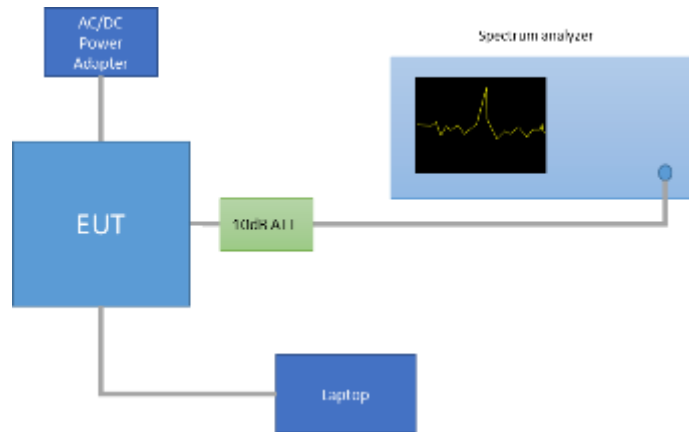 AC/DC
Power
Adapter
Spectrum analyzer
EUT
10dB ATT
Laptop